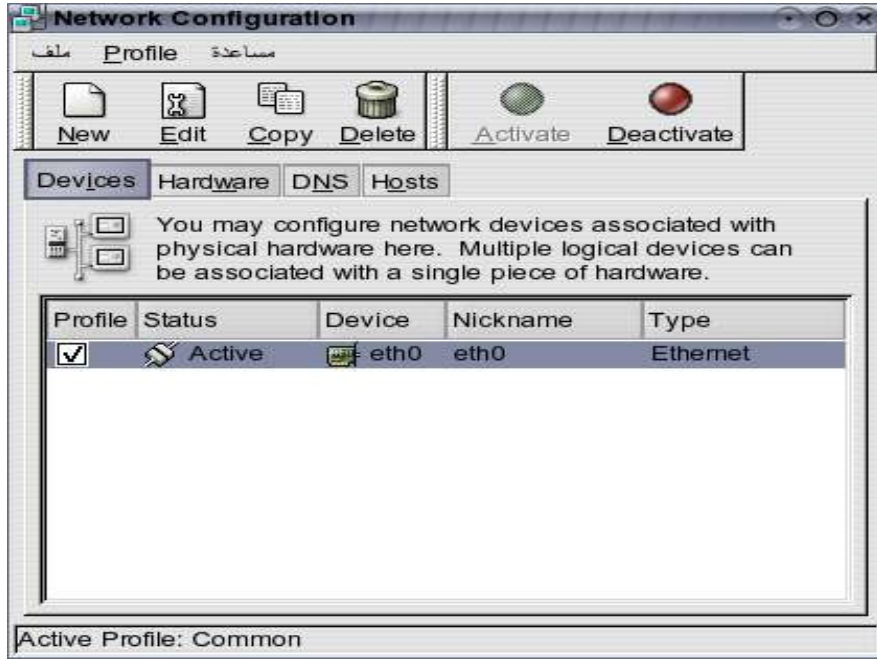 Network Configuration
ملف Profile مساعدة
New Edit Copy Delete Activate Deactivate
Devices Hardware DNS Hosts
You may configure network devices associated with
physical hardware here. Multiple logical devices can
be associated with a single piece of hardware.
Profile Status Device Nickname Type
Active eth0 eth0 Ethernet
Active Profile: Common